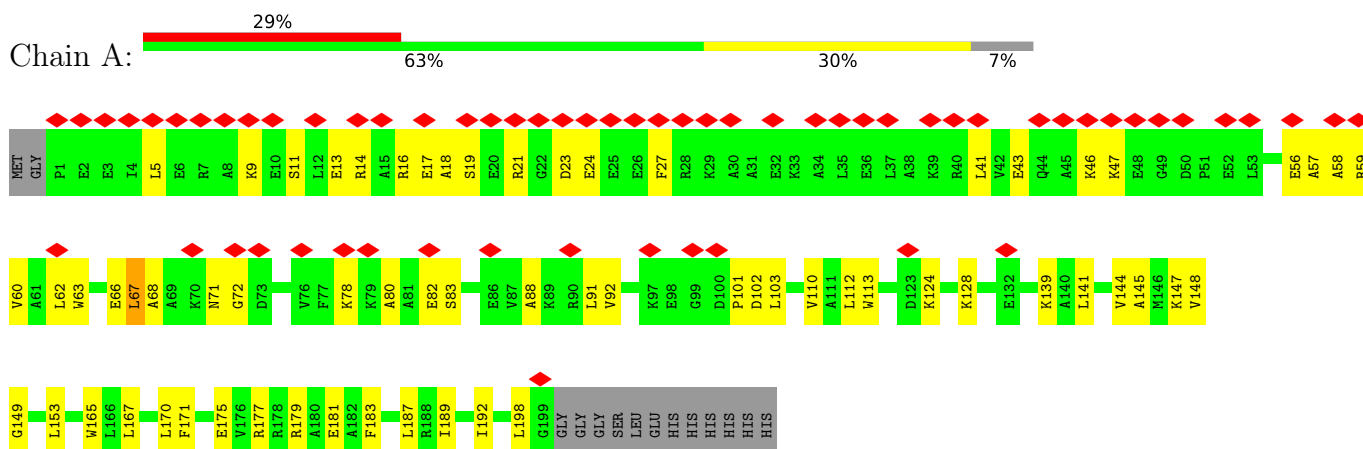 29%
Chain A:
63% 30% 7%
MET GLY P1 E2 E3 I4 L5 E6 R7 A8 K9 E10 S11 L12 E13 R14 A15 R16 E17 A18 S19 E20 R21 G22 D23 E24 E25 E26 F27 R28 K29 A30 A31 E32 K33 A34 L35 E36 L37 A38 K39 R40 L41 V42 E43 Q44 A45 K46 K47 E48 G49 D50 P51 E52 L53 E56 A57 A58 R59
V60 A61 L62 W63 E66 L67 A68 A69 K70 N71 G72 D73 V76 F77 K78 K79 A80 A81 E82 S83 E86 V87 A88 K89 R90 L91 V92 K97 E98 G99 D100 P101 D102 L103 V110 A111 L112 W113 D123 K124 K128 E132 K139 A140 L141 V144 A145 M146 K147 V148
G149 L153 W165 L166 L167 L170 F171 E175 V176 R177 R178 R179 A180 E181 A182 F183 L187 R188 I189 I192 L198 G199 GLY GLY GLY SER LEU GLU HIS HIS HIS HIS HIS HIS